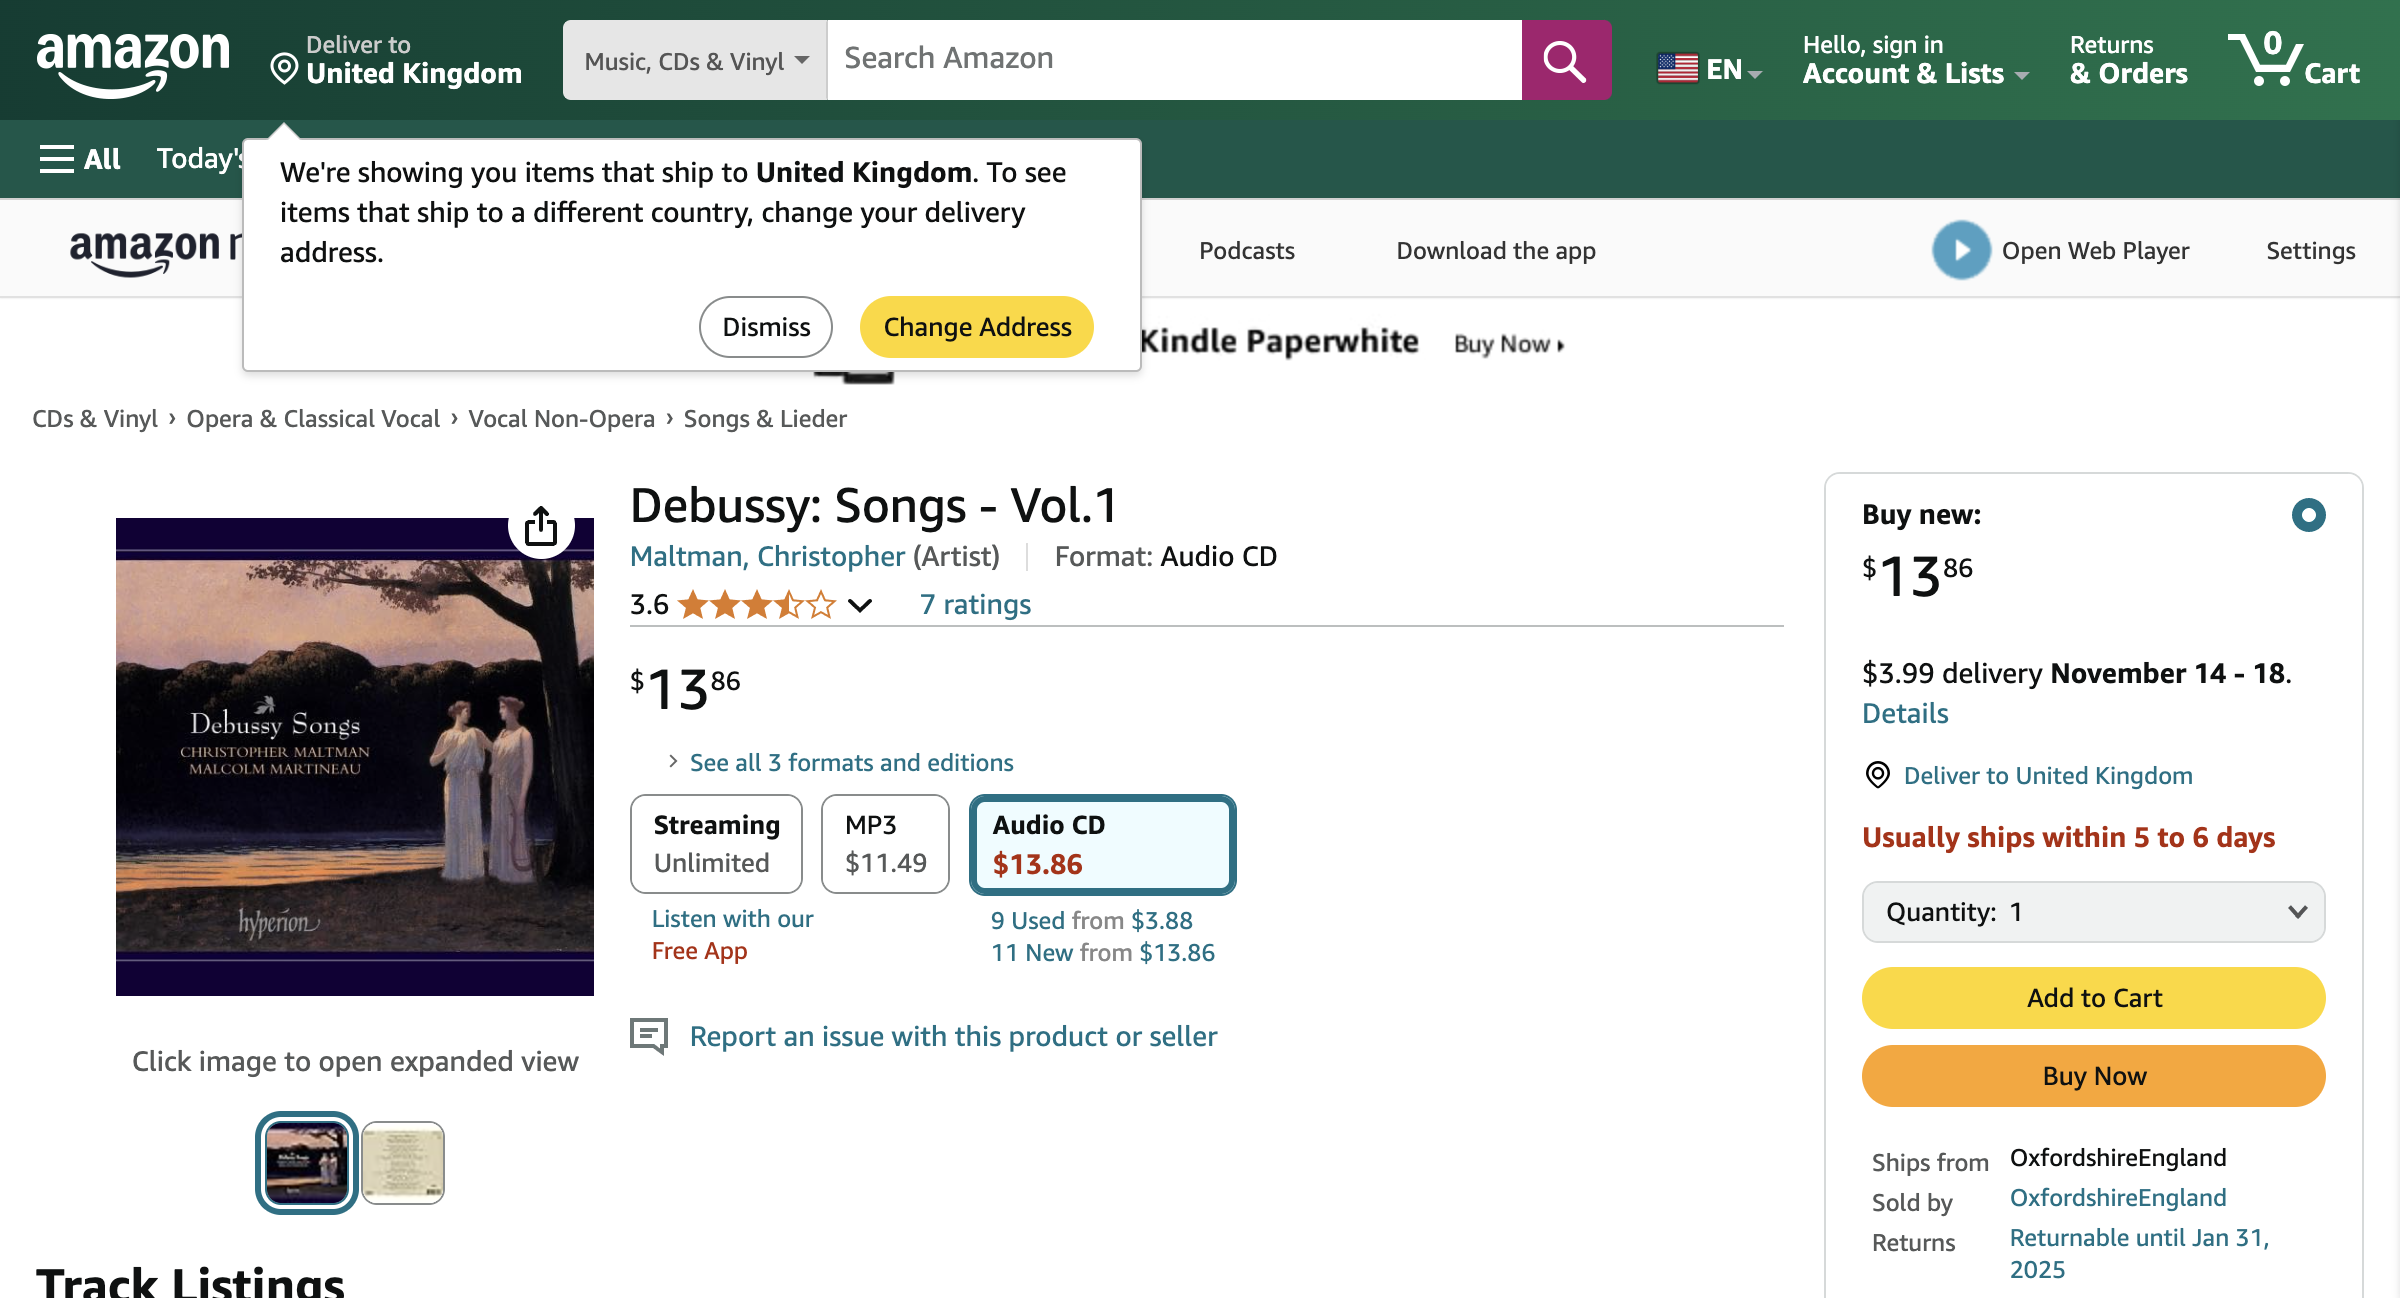 amazon
Deliver to
United Kingdom
Music, CDs & Vinyl
Search Amazon
EN
Hello, sign in
Account & Lists
Returns
& Orders
0
Cart
All
Today's
We're showing you items that ship to United Kingdom. To see
items that ship to a different country, change your delivery
address.
Dismiss
Change Address
amazon
Podcasts
Download the app
Open Web Player
Settings
Kindle Paperwhite
Buy Now
CDs & Vinyl › Opera & Classical Vocal › Vocal Non-Opera › Songs & Lieder
Debussy Songs
CHRISTOPHER MALTMAN
MALCOLM MARTINEAU
hyperion
Click image to open expanded view
Debussy: Songs - Vol.1
Maltman, Christopher (Artist)
Format: Audio CD
3.6
7 ratings
$13 86
› See all 3 formats and editions
Streaming
Unlimited
MP3
$11.49
Audio CD
$13.86
Listen with our
Free App
9 Used from $3.88
11 New from $13.86
Report an issue with this product or seller
Buy new:
$13 86
$3.99 delivery November 14 - 18.
Details
Deliver to United Kingdom
Usually ships within 5 to 6 days
Quantity: 1
Add to Cart
Buy Now
Ships from OxfordshireEngland
Sold by OxfordshireEngland
Returns Returnable until Jan 31,
2025
Track Listings